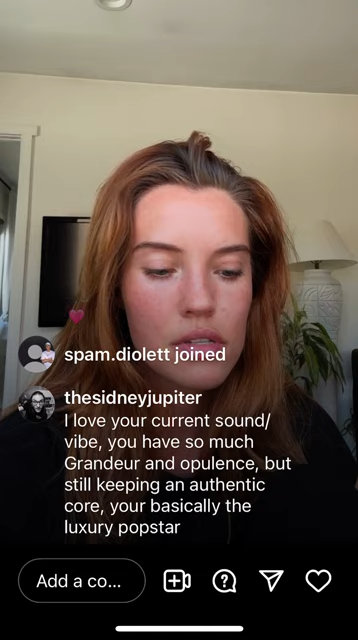 spam.diolett joined
thesidneyjupiter
I love your current sound/
vibe, you have so much
Grandeur and opulence, but
still keeping an authentic
core, your basically the
luxury popstar
Add a co...